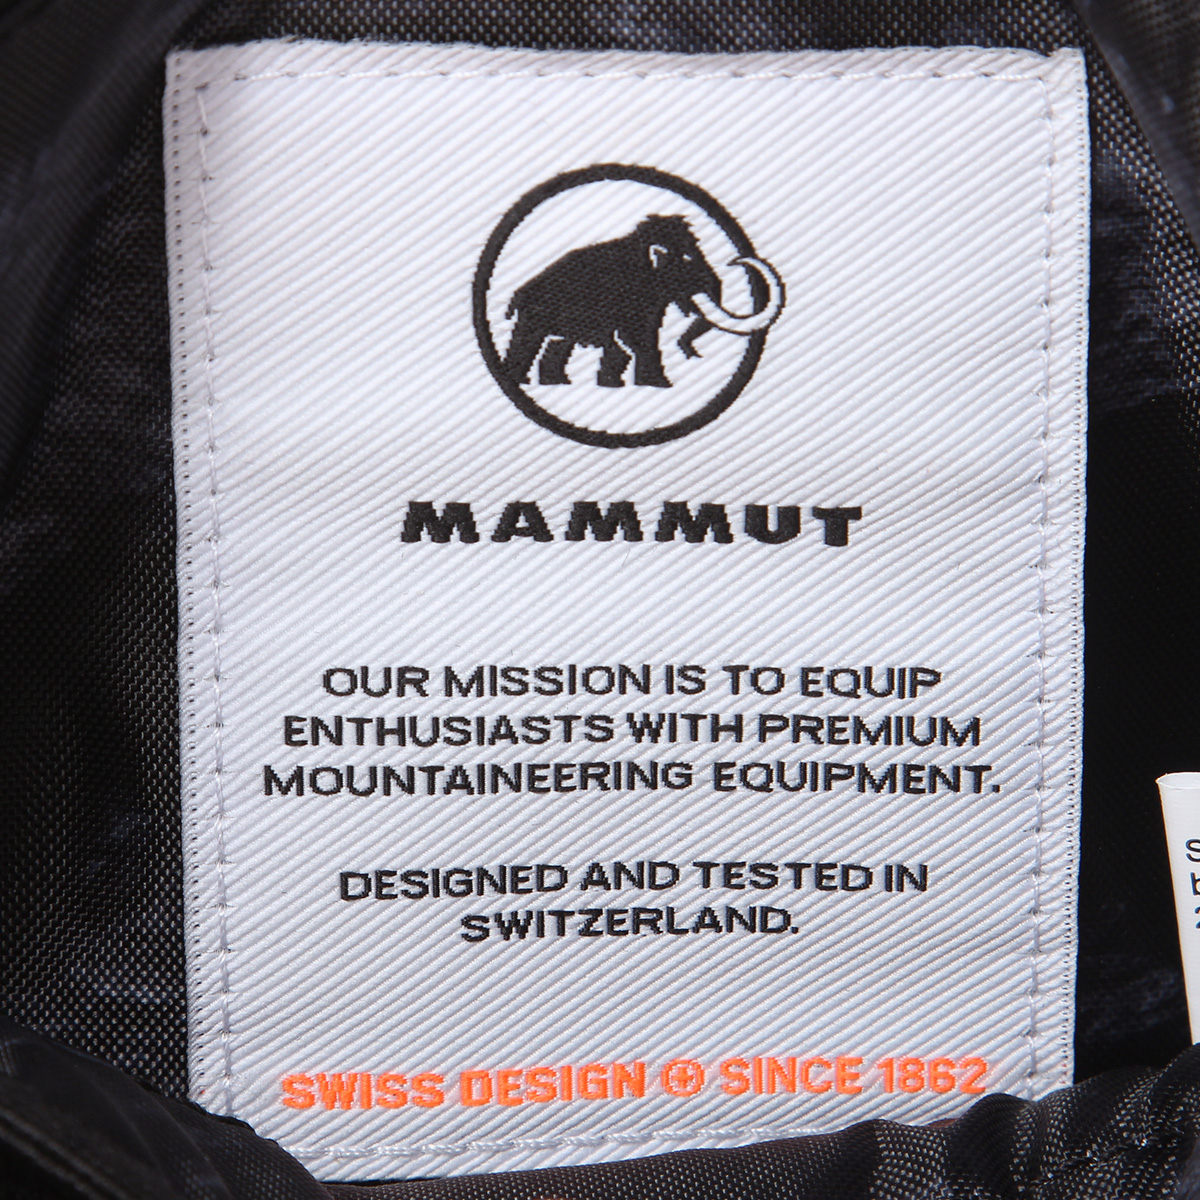 MAMMUT
OUR MISSION IS TO EQUIP
ENTHUSIASTS WITH PREMIUM
MOUNTAINEERING EQUIPMENT.
DESIGNED AND TESTED IN
SWITZERLAND.
SWISS DESIGN SINCE 1862